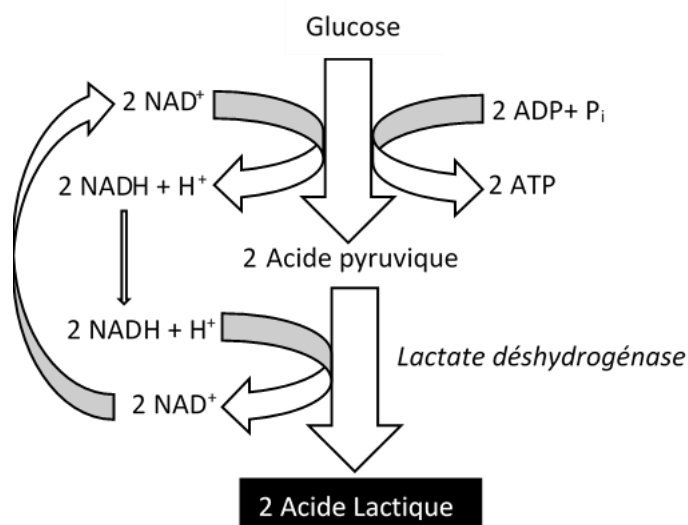 Glucose
2 NAD⁺
2 ADP+ Pᵢ
2 NADH + H⁺
2 ATP
2 Acide pyruvique
2 NADH + H⁺
Lactate déshydrogénase
2 NAD⁺
2 Acide Lactique